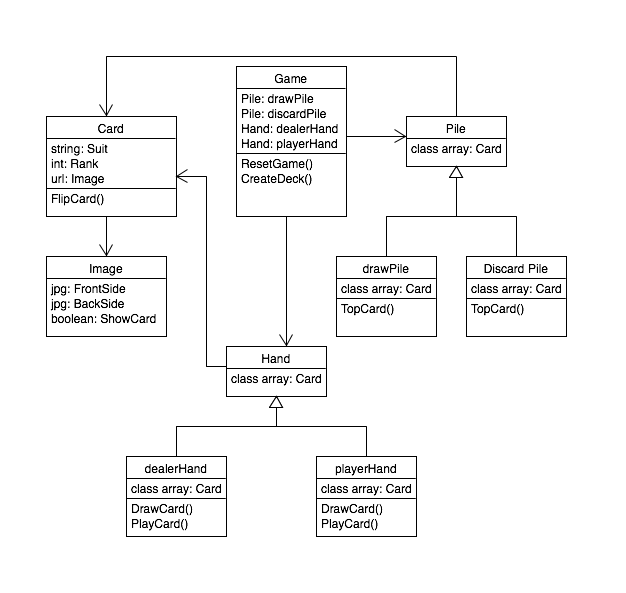 Game
Pile: drawPile
Pile: discardPile
Hand: dealerHand
Hand: playerHand
ResetGame()
CreateDeck()
Card
string: Suit
int: Rank
url: Image
FlipCard()
Pile
class array: Card
Image
jpg: FrontSide
jpg: BackSide
boolean: ShowCard
drawPile
class array: Card
TopCard()
Discard Pile
class array: Card
TopCard()
Hand
class array: Card
dealerHand
class array: Card
DrawCard()
PlayCard()
playerHand
class array: Card
DrawCard()
PlayCard()